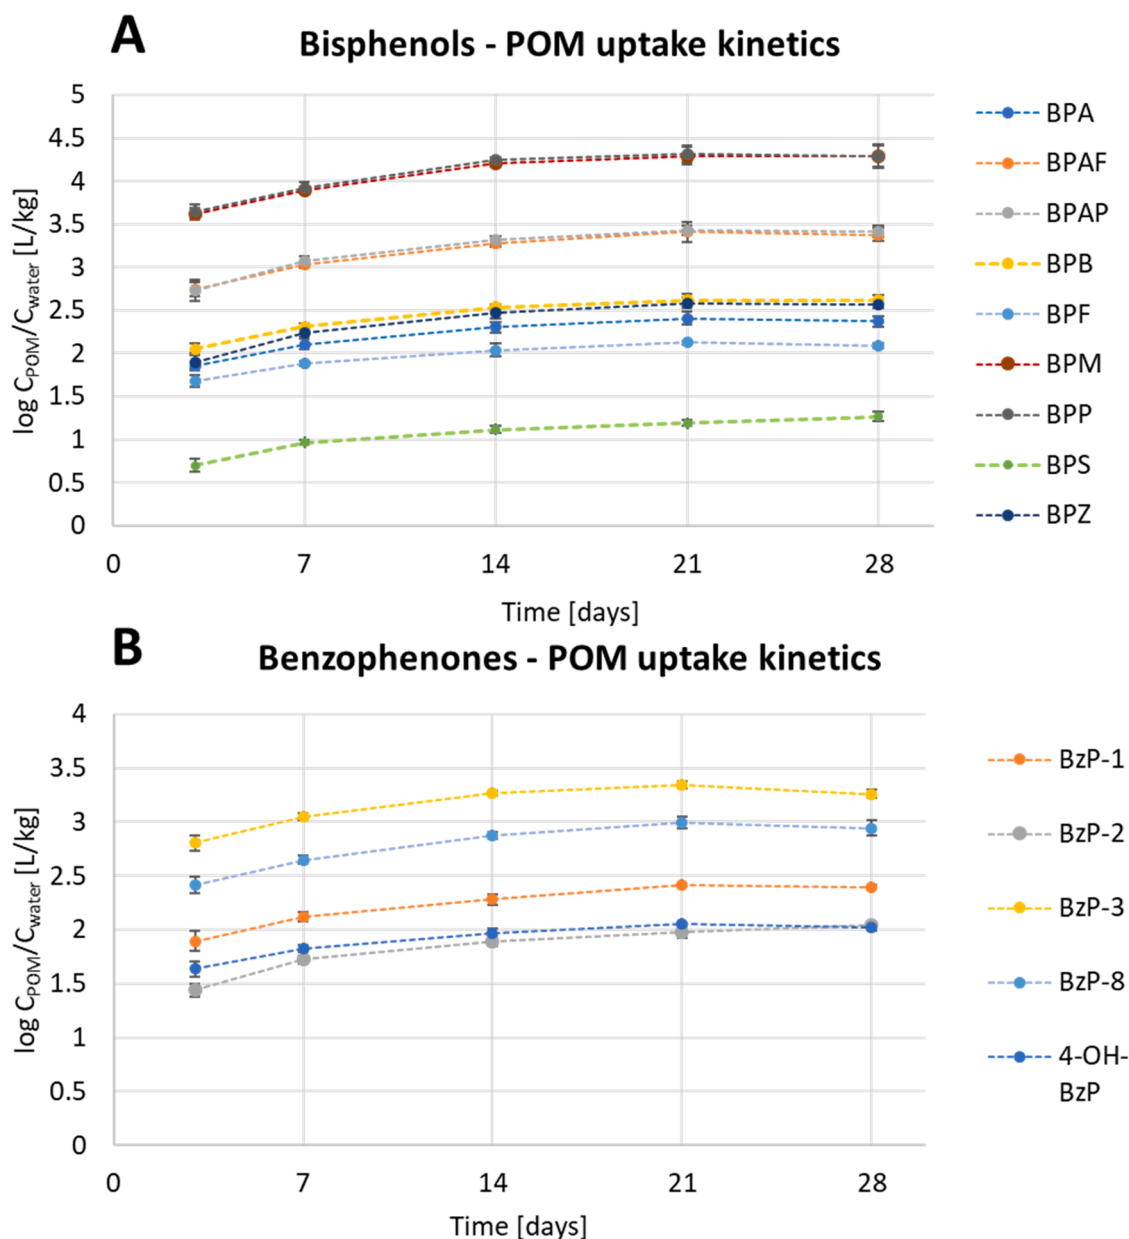 A
Bisphenols - POM uptake kinetics
log C_POM/C_water [L/kg]
5
4.5
4
3.5
3
2.5
2
1.5
1
0.5
0
0 7 14 21 28
Time [days]
BPA
BPAF
BPAP
BPB
BPF
BPM
BPP
BPS
BPZ
B
Benzophenones - POM uptake kinetics
log C_POM/C_water [L/kg]
4
3.5
3
2.5
2
1.5
1
0.5
0
0 7 14 21 28
Time [days]
BzP-1
BzP-2
BzP-3
BzP-8
4-OH-
BzP